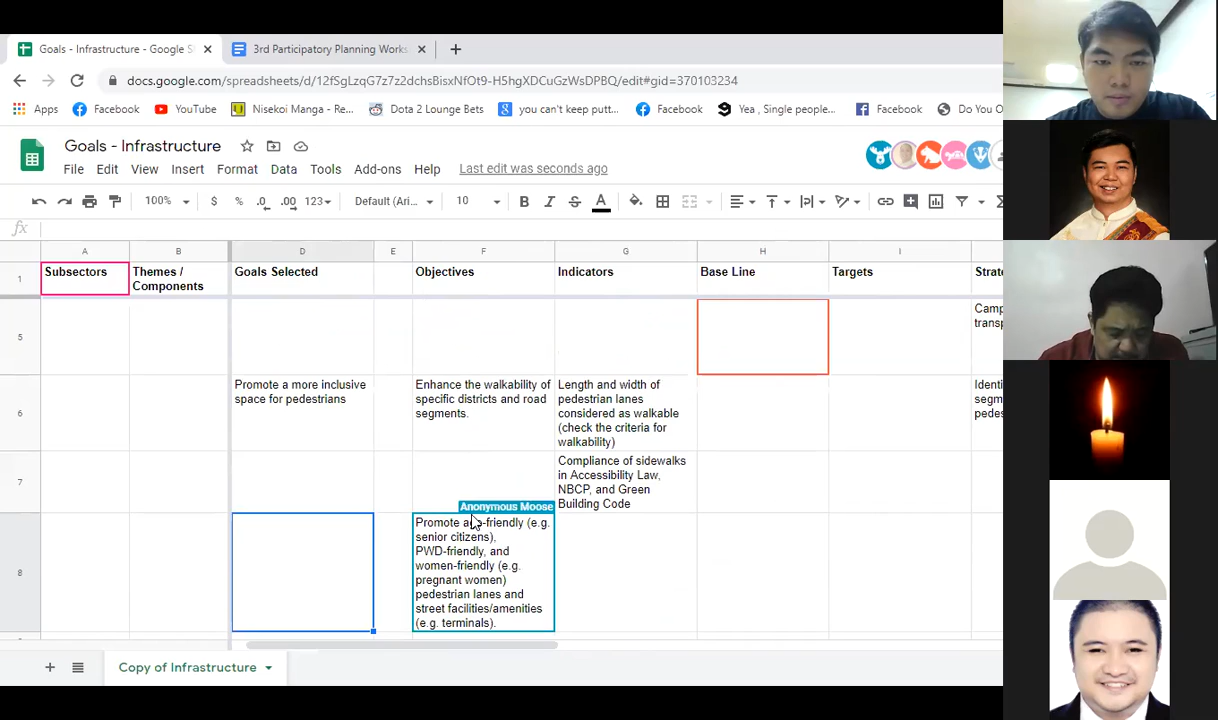 Goals - Infrastructure - Google S
3rd Participatory Planning Works
docs.google.com/spreadsheets/d/12fSgLzqG7z7z2dchsBisxNfOt9-H5hgXDCuGzWsDPBQ/edit#gid=370103234
Apps Facebook YouTube Nisekoi Manga - Re... Dota 2 Lounge Bets you can't keep putt... Facebook Yea , Single people... Facebook Do You O
Goals - Infrastructure
File Edit View Insert Format Data Tools Add-ons Help Last edit was seconds ago
100% $ % .0 .00 123 Default (Ari... 10 B I S A
fx
A B D E F G H I
1 Subsectors Themes / Components Goals Selected Objectives Indicators Base Line Targets Strate
5
Camp
transp
6
Promote a more inclusive
space for pedestrians
Enhance the walkability of
specific districts and road
segments.
Length and width of
pedestrian lanes
considered as walkable
(check the criteria for
walkability)
Identi
segm
pedes
7
Compliance of sidewalks
in Accessibility Law,
NBCP, and Green
Building Code
Anonymous Moose
8
Promote -friendly (e.g.
senior citizens),
PWD-friendly, and
women-friendly (e.g.
pregnant women)
pedestrian lanes and
street facilities/amenities
(e.g. terminals).
Copy of Infrastructure